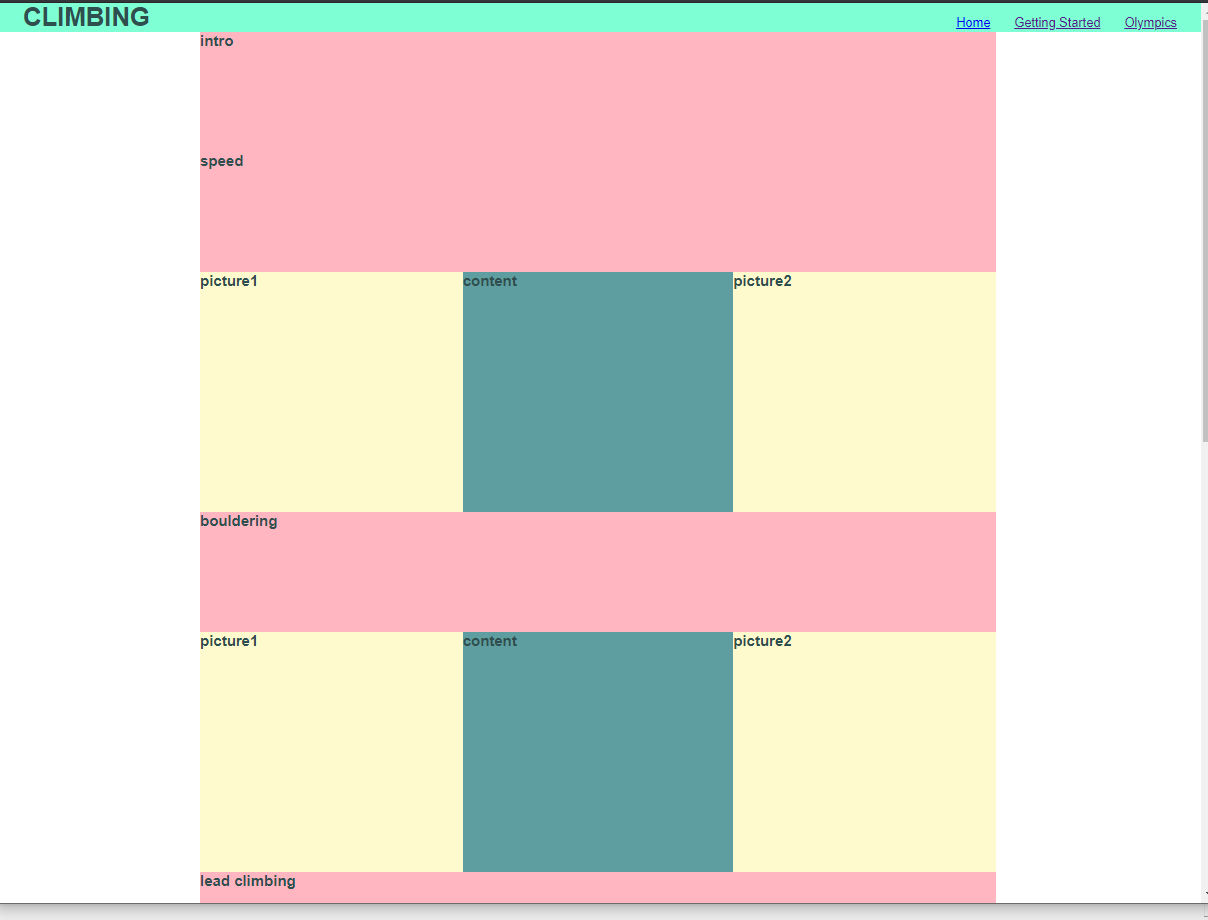 CLIMBING
Home Getting Started Olympics
intro
speed
picture1 content picture2
bouldering
picture1 content picture2
lead climbing